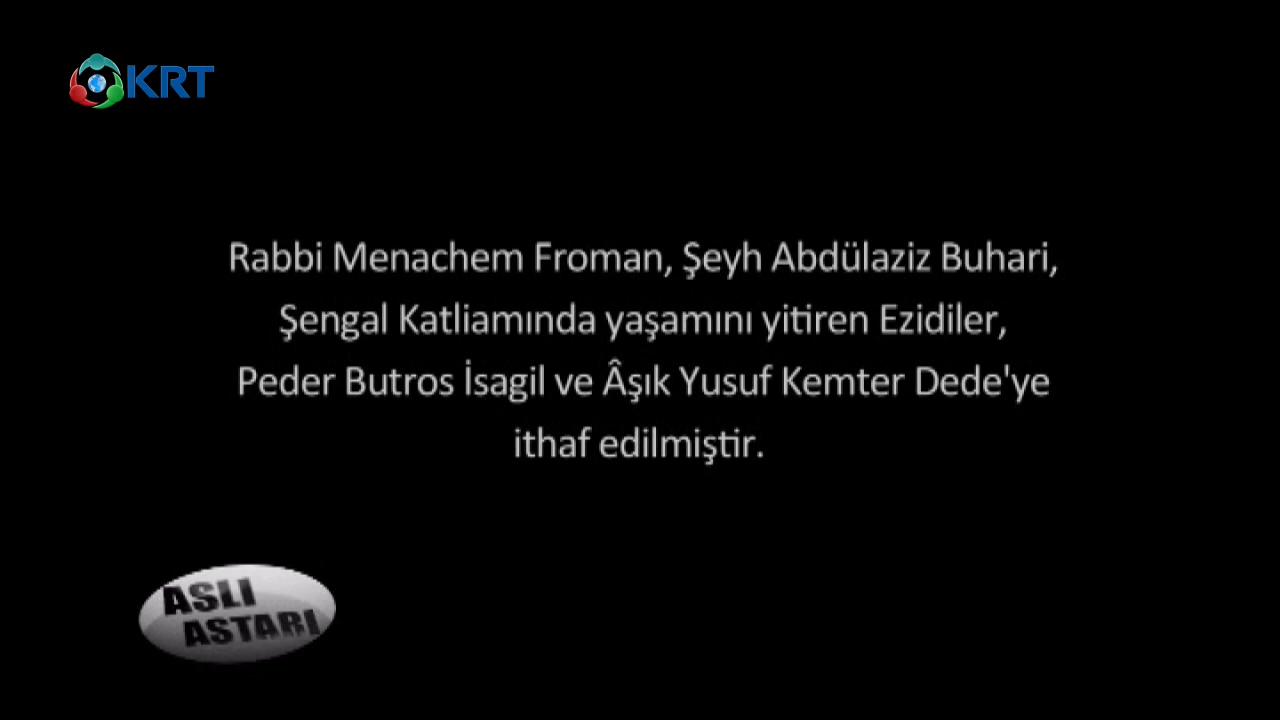 KRT
Rabbi Menachem Froman, Şeyh Abdülaziz Buhari,
Şengal Katliamında yaşamını yitiren Ezidiler,
Peder Butros İsagil ve Âşık Yusuf Kemter Dede'ye
ithaf edilmiştir.
ASLI
ASTARI